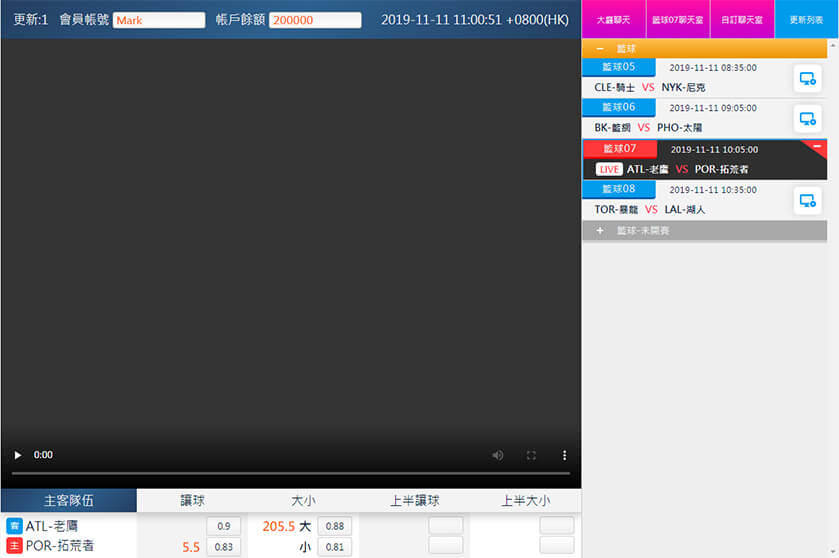 更新:1 會員帳號 Mark 帳戶餘額 200000 2019-11-11 11:00:51 +0800(HK)
大廳聊天 籃球07聊天室 自訂聊天室 更新列表
− 籃球
籃球05 2019-11-11 08:35:00
CLE-騎士 VS NYK-尼克
籃球06 2019-11-11 09:05:00
BK-籃網 VS PHO-太陽
籃球07 2019-11-11 10:05:00
LIVE ATL-老鷹 VS POR-拓荒者
籃球08 2019-11-11 10:35:00
TOR-暴龍 VS LAL-湖人
+ 籃球-未開賽
0:00
主客隊伍 讓球 大小 上半讓球 上半大小
客 ATL-老鷹 0.9 205.5 大 0.88
主 POR-拓荒者 5.5 0.83 小 0.81